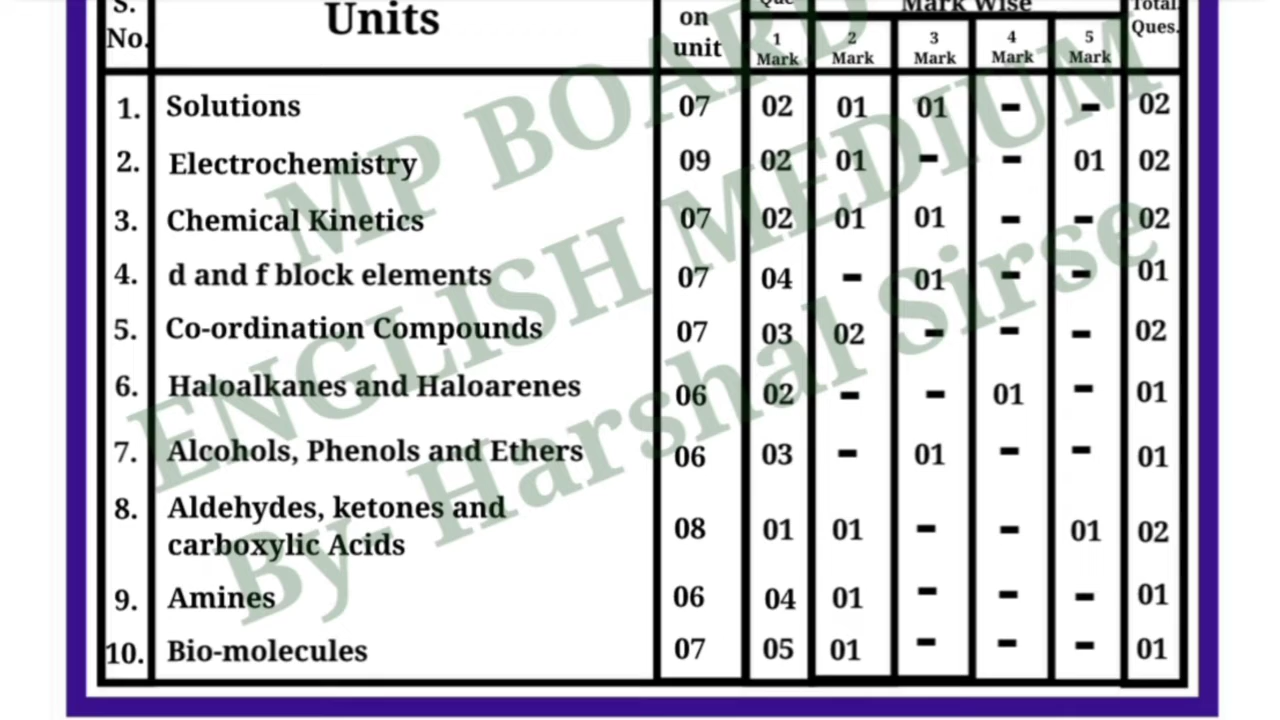 S. No. Units on unit Que Mark Wise Total Ques.
1 Mark 2 Mark 3 Mark 4 Mark 5 Mark
1. Solutions 07 02 01 01 - - 02
2. Electrochemistry 09 02 01 - - 01 02
3. Chemical Kinetics 07 02 01 01 - - 02
4. d and f block elements 07 04 - 01 - - 01
5. Co-ordination Compounds 07 03 02 - - - 02
6. Haloalkanes and Haloarenes 06 02 - - 01 - 01
7. Alcohols, Phenols and Ethers 06 03 - 01 - - 01
8. Aldehydes, ketones and
carboxylic Acids 08 01 01 - - 01 02
9. Amines 06 04 01 - - - 01
10. Bio-molecules 07 05 01 - - - 01
MP BOARD
ENGLISH MEDIUM
By- Harshal Sirse